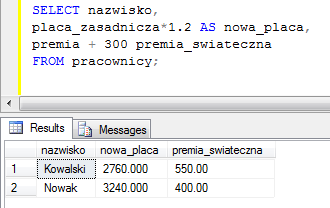 SELECT nazwisko,
placa_zasadnicza*1.2 AS nowa_placa,
premia + 300 premia_swiateczna
FROM pracownicy;
Results Messages
nazwisko nowa_placa premia_swiateczna
1 Kowalski 2760.000 550.00
2 Nowak 3240.000 400.00